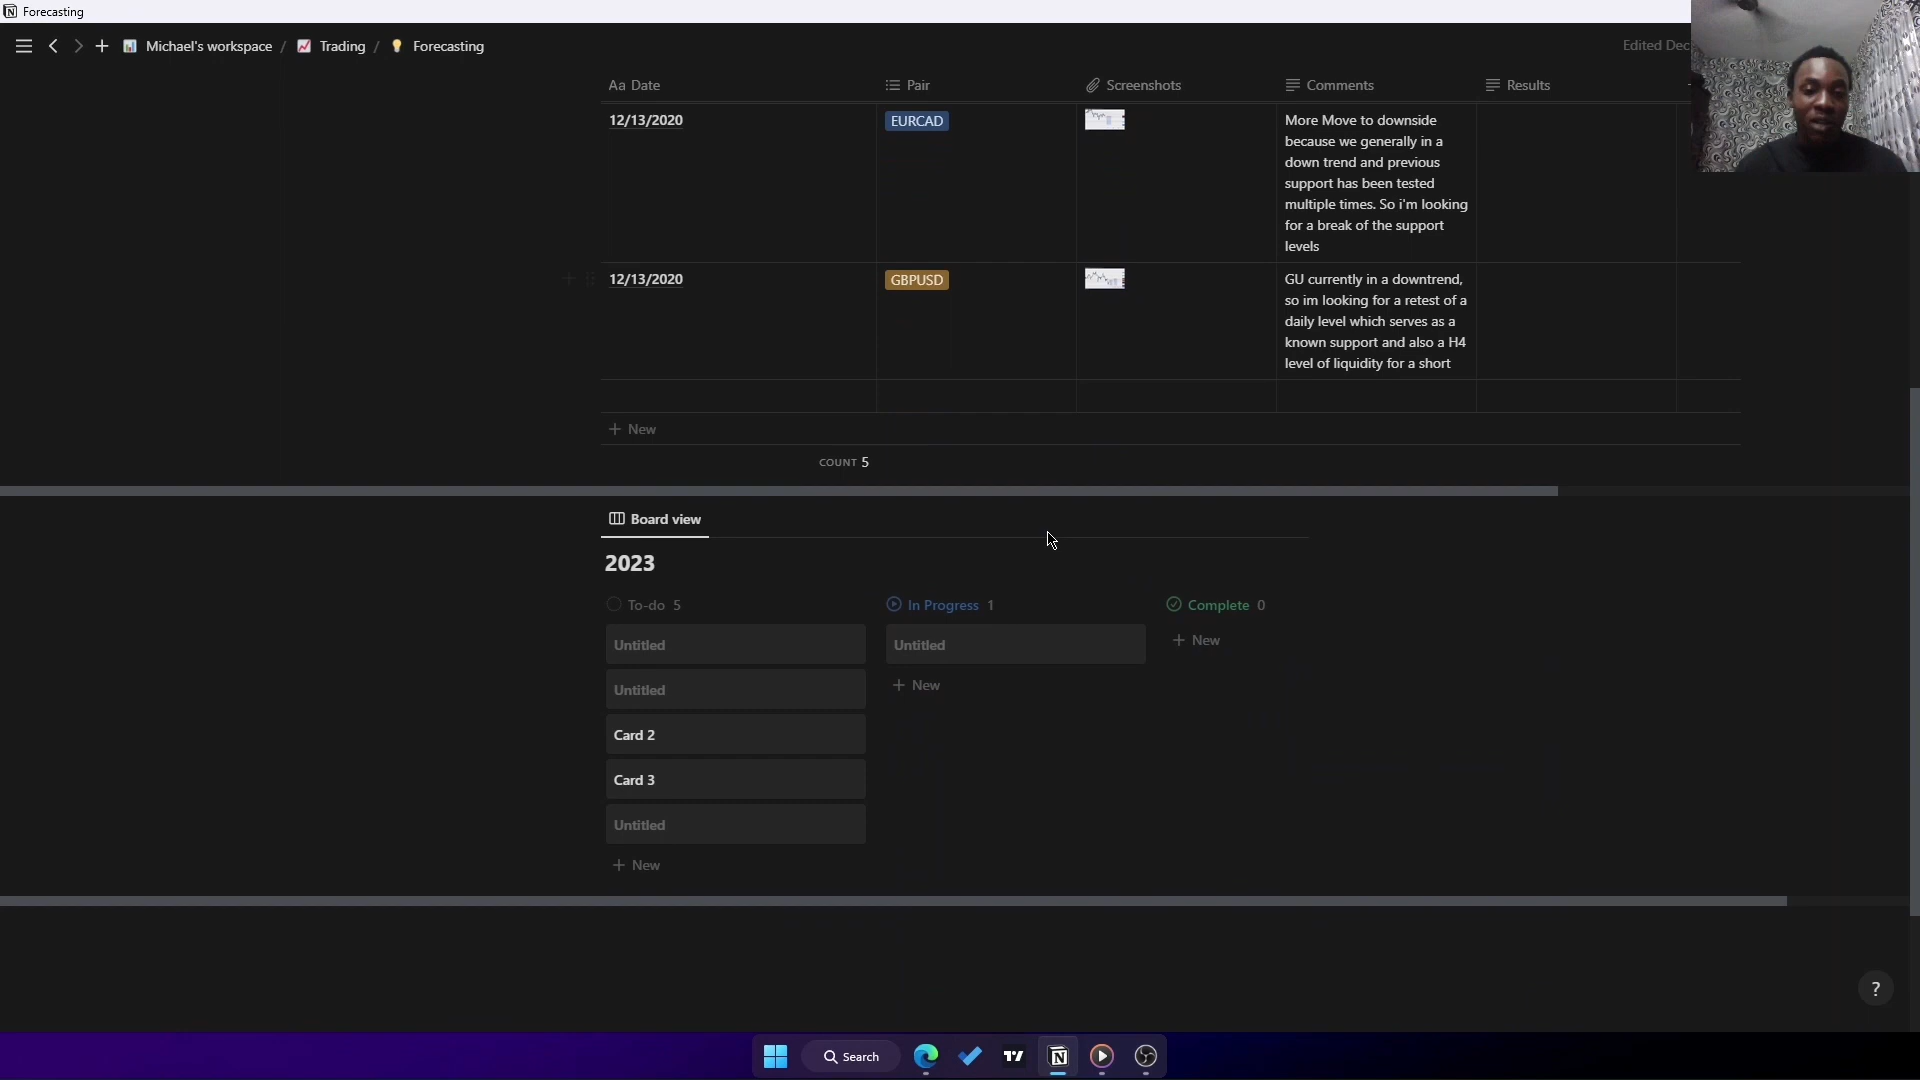 Forecasting
Michael's workspace / Trading / Forecasting
Edited Dec
Aa Date
Pair
Screenshots
Comments
Results
12/13/2020
EURCAD
More Move to downside
because we generally in a
down trend and previous
support has been tested
multiple times. So i'm looking
for a break of the support
levels
12/13/2020
GBPUSD
GU currently in a downtrend,
so im looking for a retest of a
daily level which serves as a
known support and also a H4
level of liquidity for a short
+ New
COUNT 5
Board view
2023
To-do 5
In Progress 1
Complete 0
Untitled
Untitled
Card 2
Card 3
Untitled
+ New
Untitled
+ New
+ New
?
Search